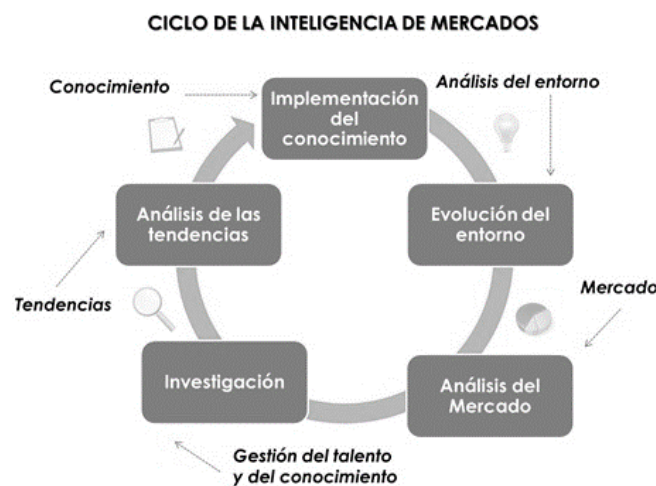 CICLO DE LA INTELIGENCIA DE MERCADOS
Conocimiento
Implementación
del
conocimiento
Análisis del entorno
Análisis de las
tendencias
Evolución del
entorno
Tendencias
Mercado
Investigación
Análisis del
Mercado
Gestión del talento
y del conocimiento